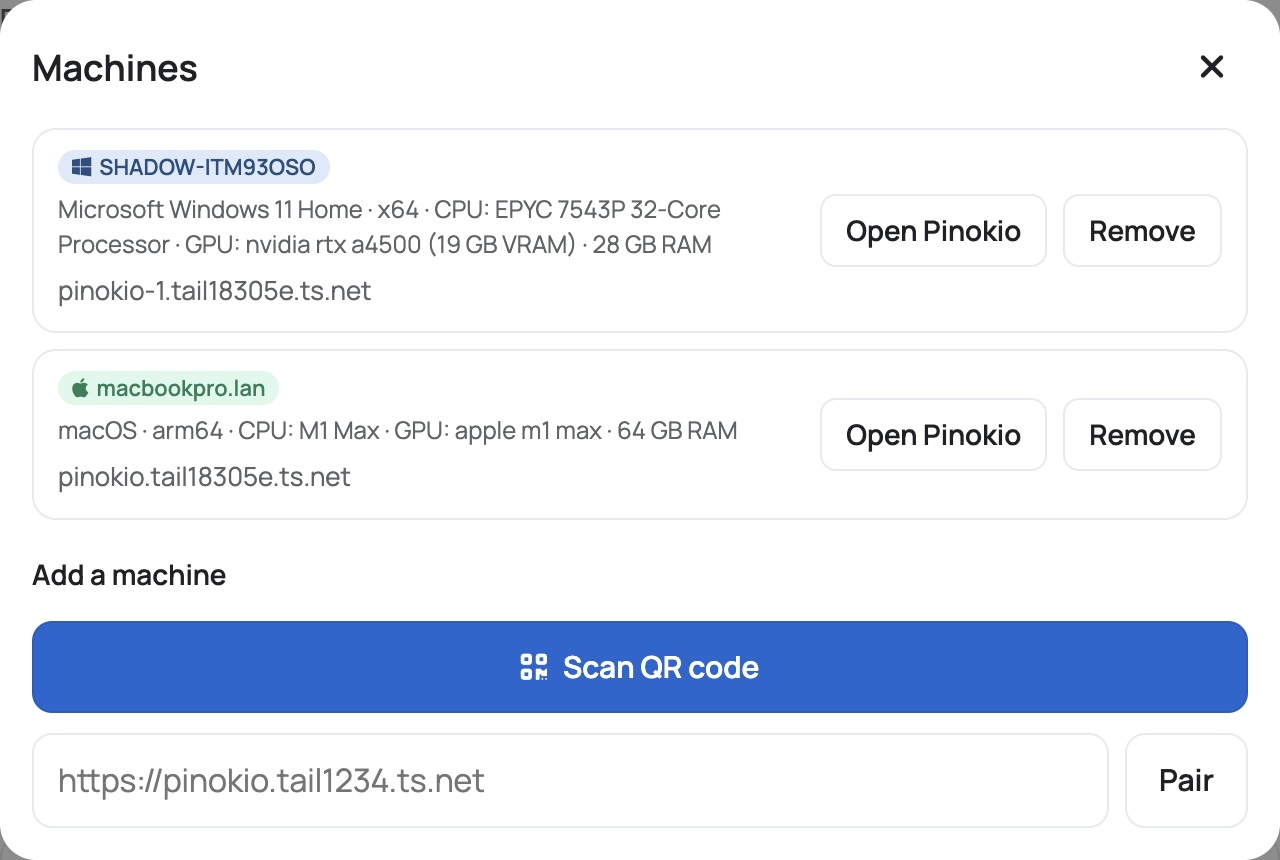 Machines
SHADOW-ITM93OSO
Microsoft Windows 11 Home · x64 · CPU: EPYC 7543P 32-Core
Processor · GPU: nvidia rtx a4500 (19 GB VRAM) · 28 GB RAM
pinokio-1.tail18305e.ts.net
Open Pinokio
Remove
macbookpro.lan
macOS · arm64 · CPU: M1 Max · GPU: apple m1 max · 64 GB RAM
pinokio.tail18305e.ts.net
Open Pinokio
Remove
Add a machine
Scan QR code
https://pinokio.tail1234.ts.net
Pair